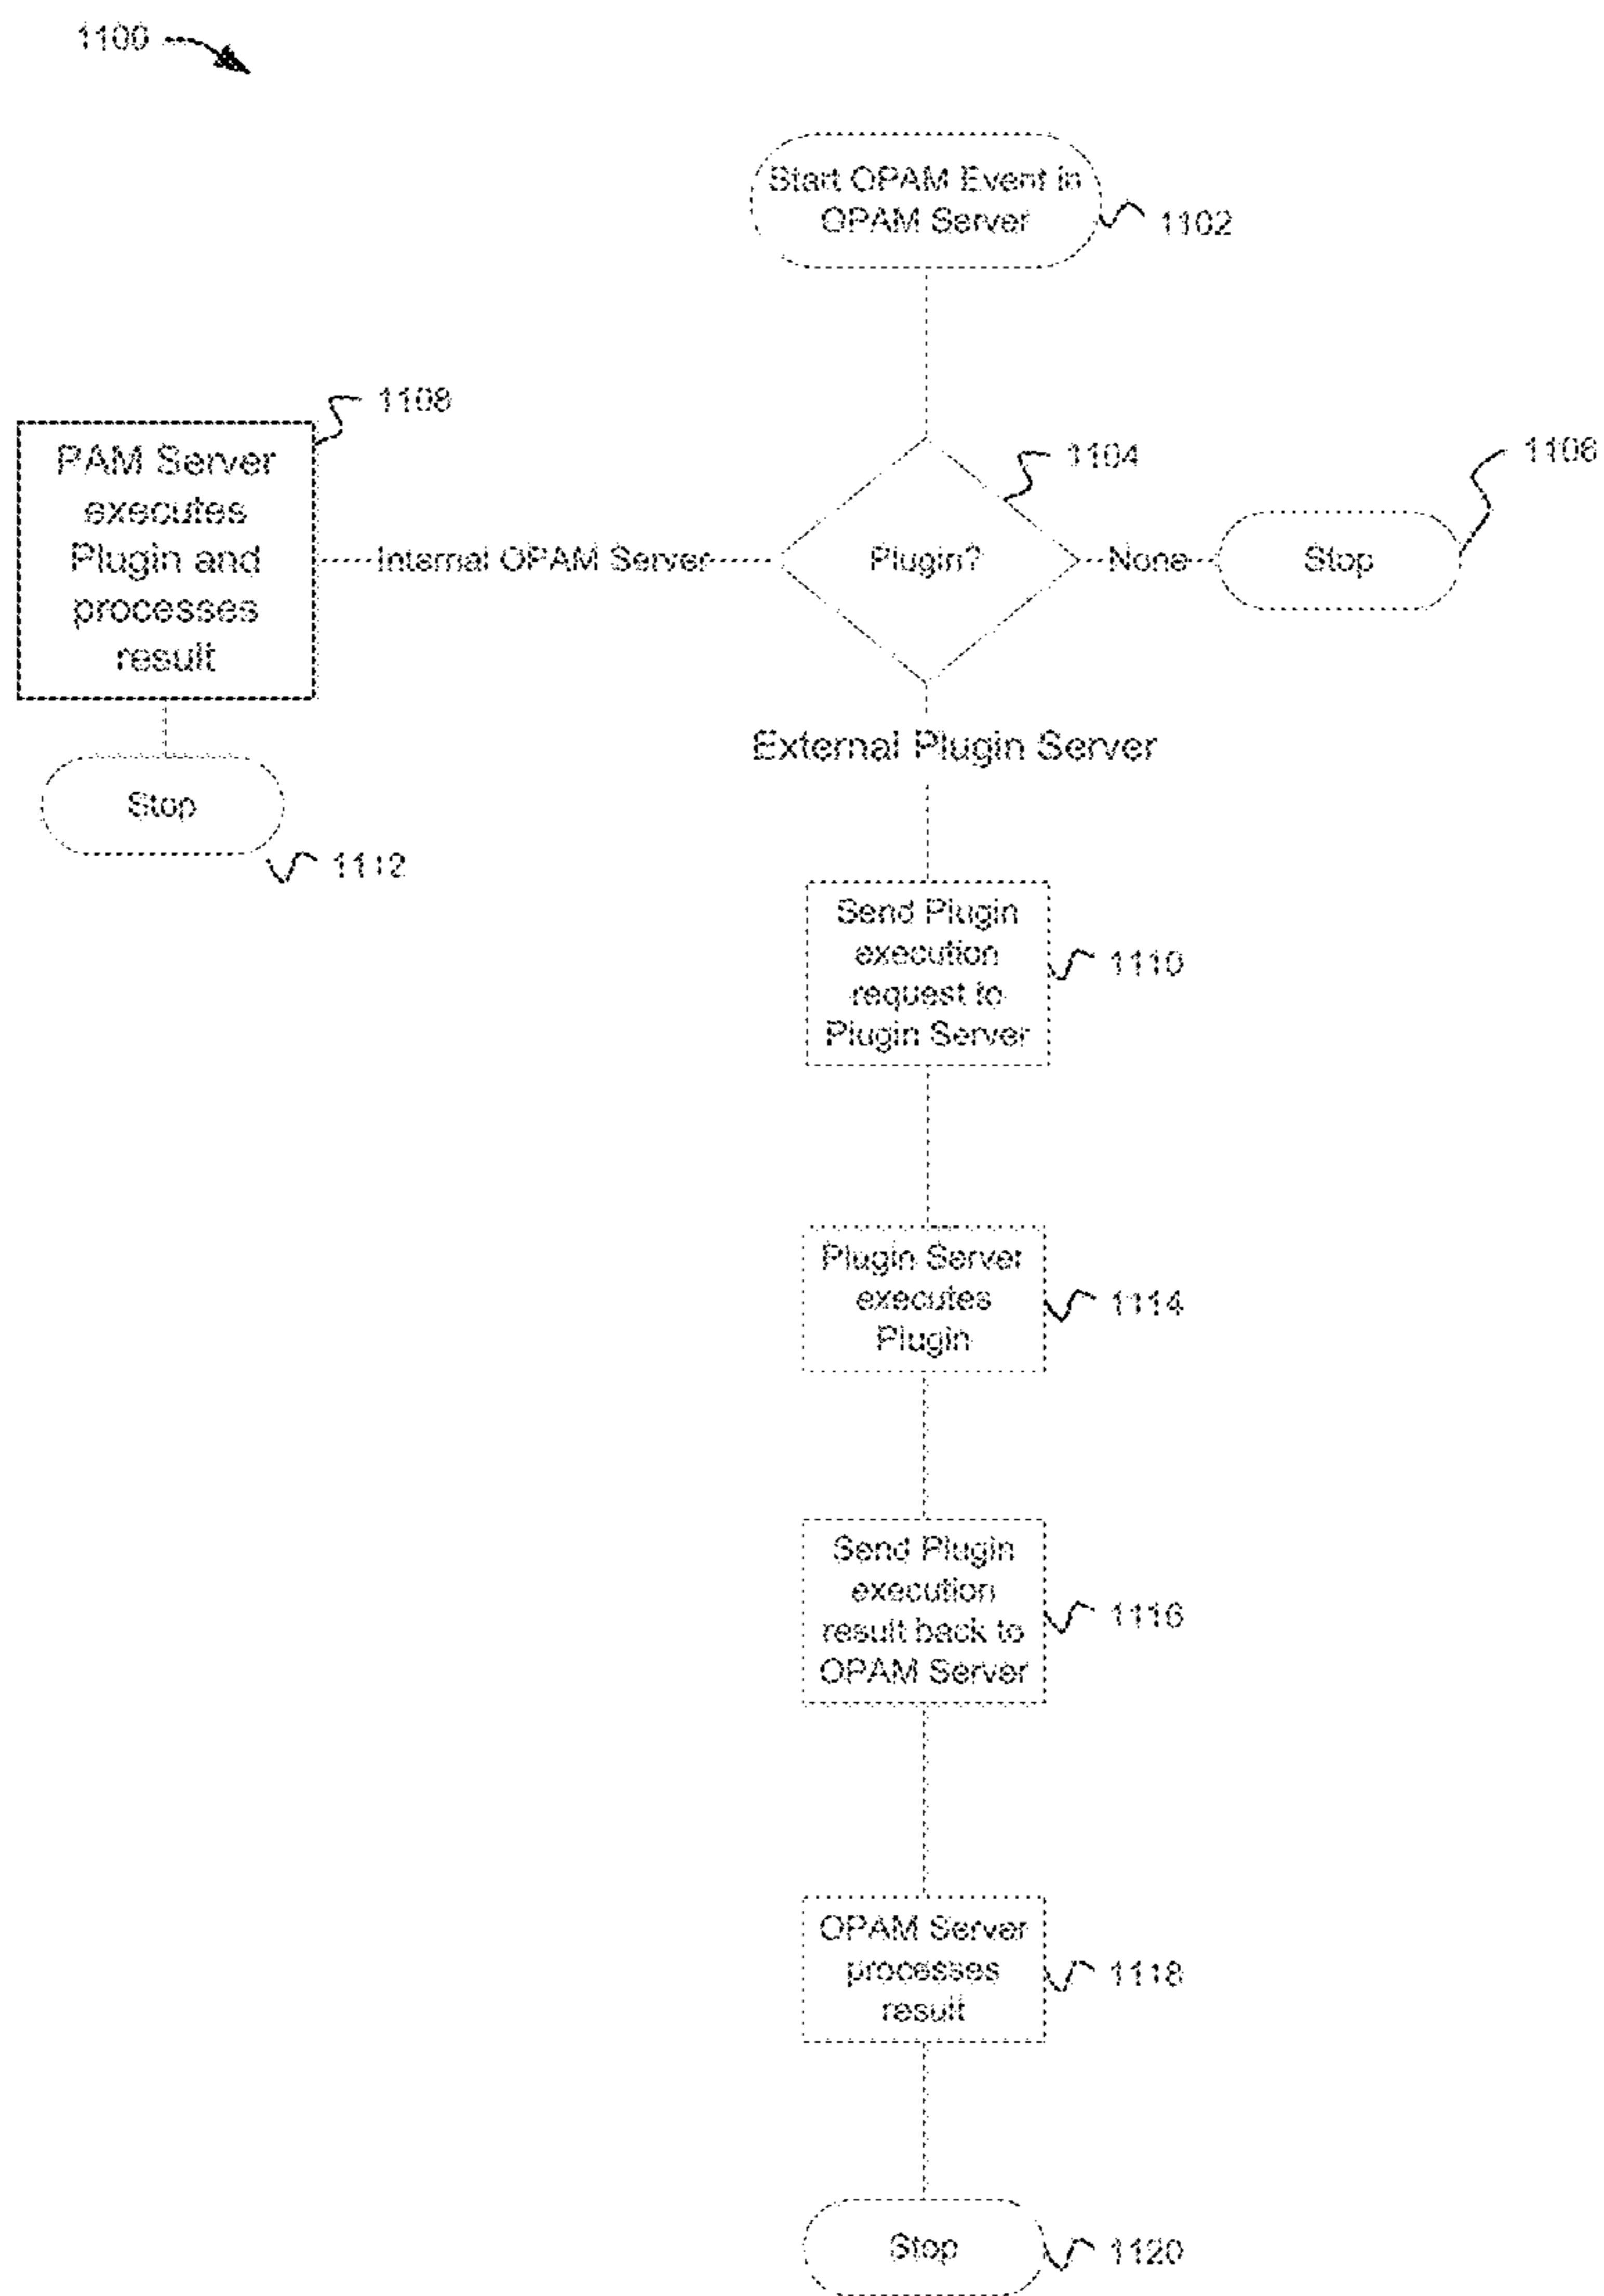 1100
Start OPAM Event in
OPAM Server
1102
1108
PAM Server
executes
Plugin and
processes
result
Internal OPAM Server
1104
Plugin?
None
1106
Stop
Stop
1112
External Plugin Server
Send Plugin
execution
request to
Plugin Server
1110
Plugin Server
executes
Plugin
1114
Send Plugin
execution
result back to
OPAM Server
1116
OPAM Server
processes
result
1118
Stop
1120